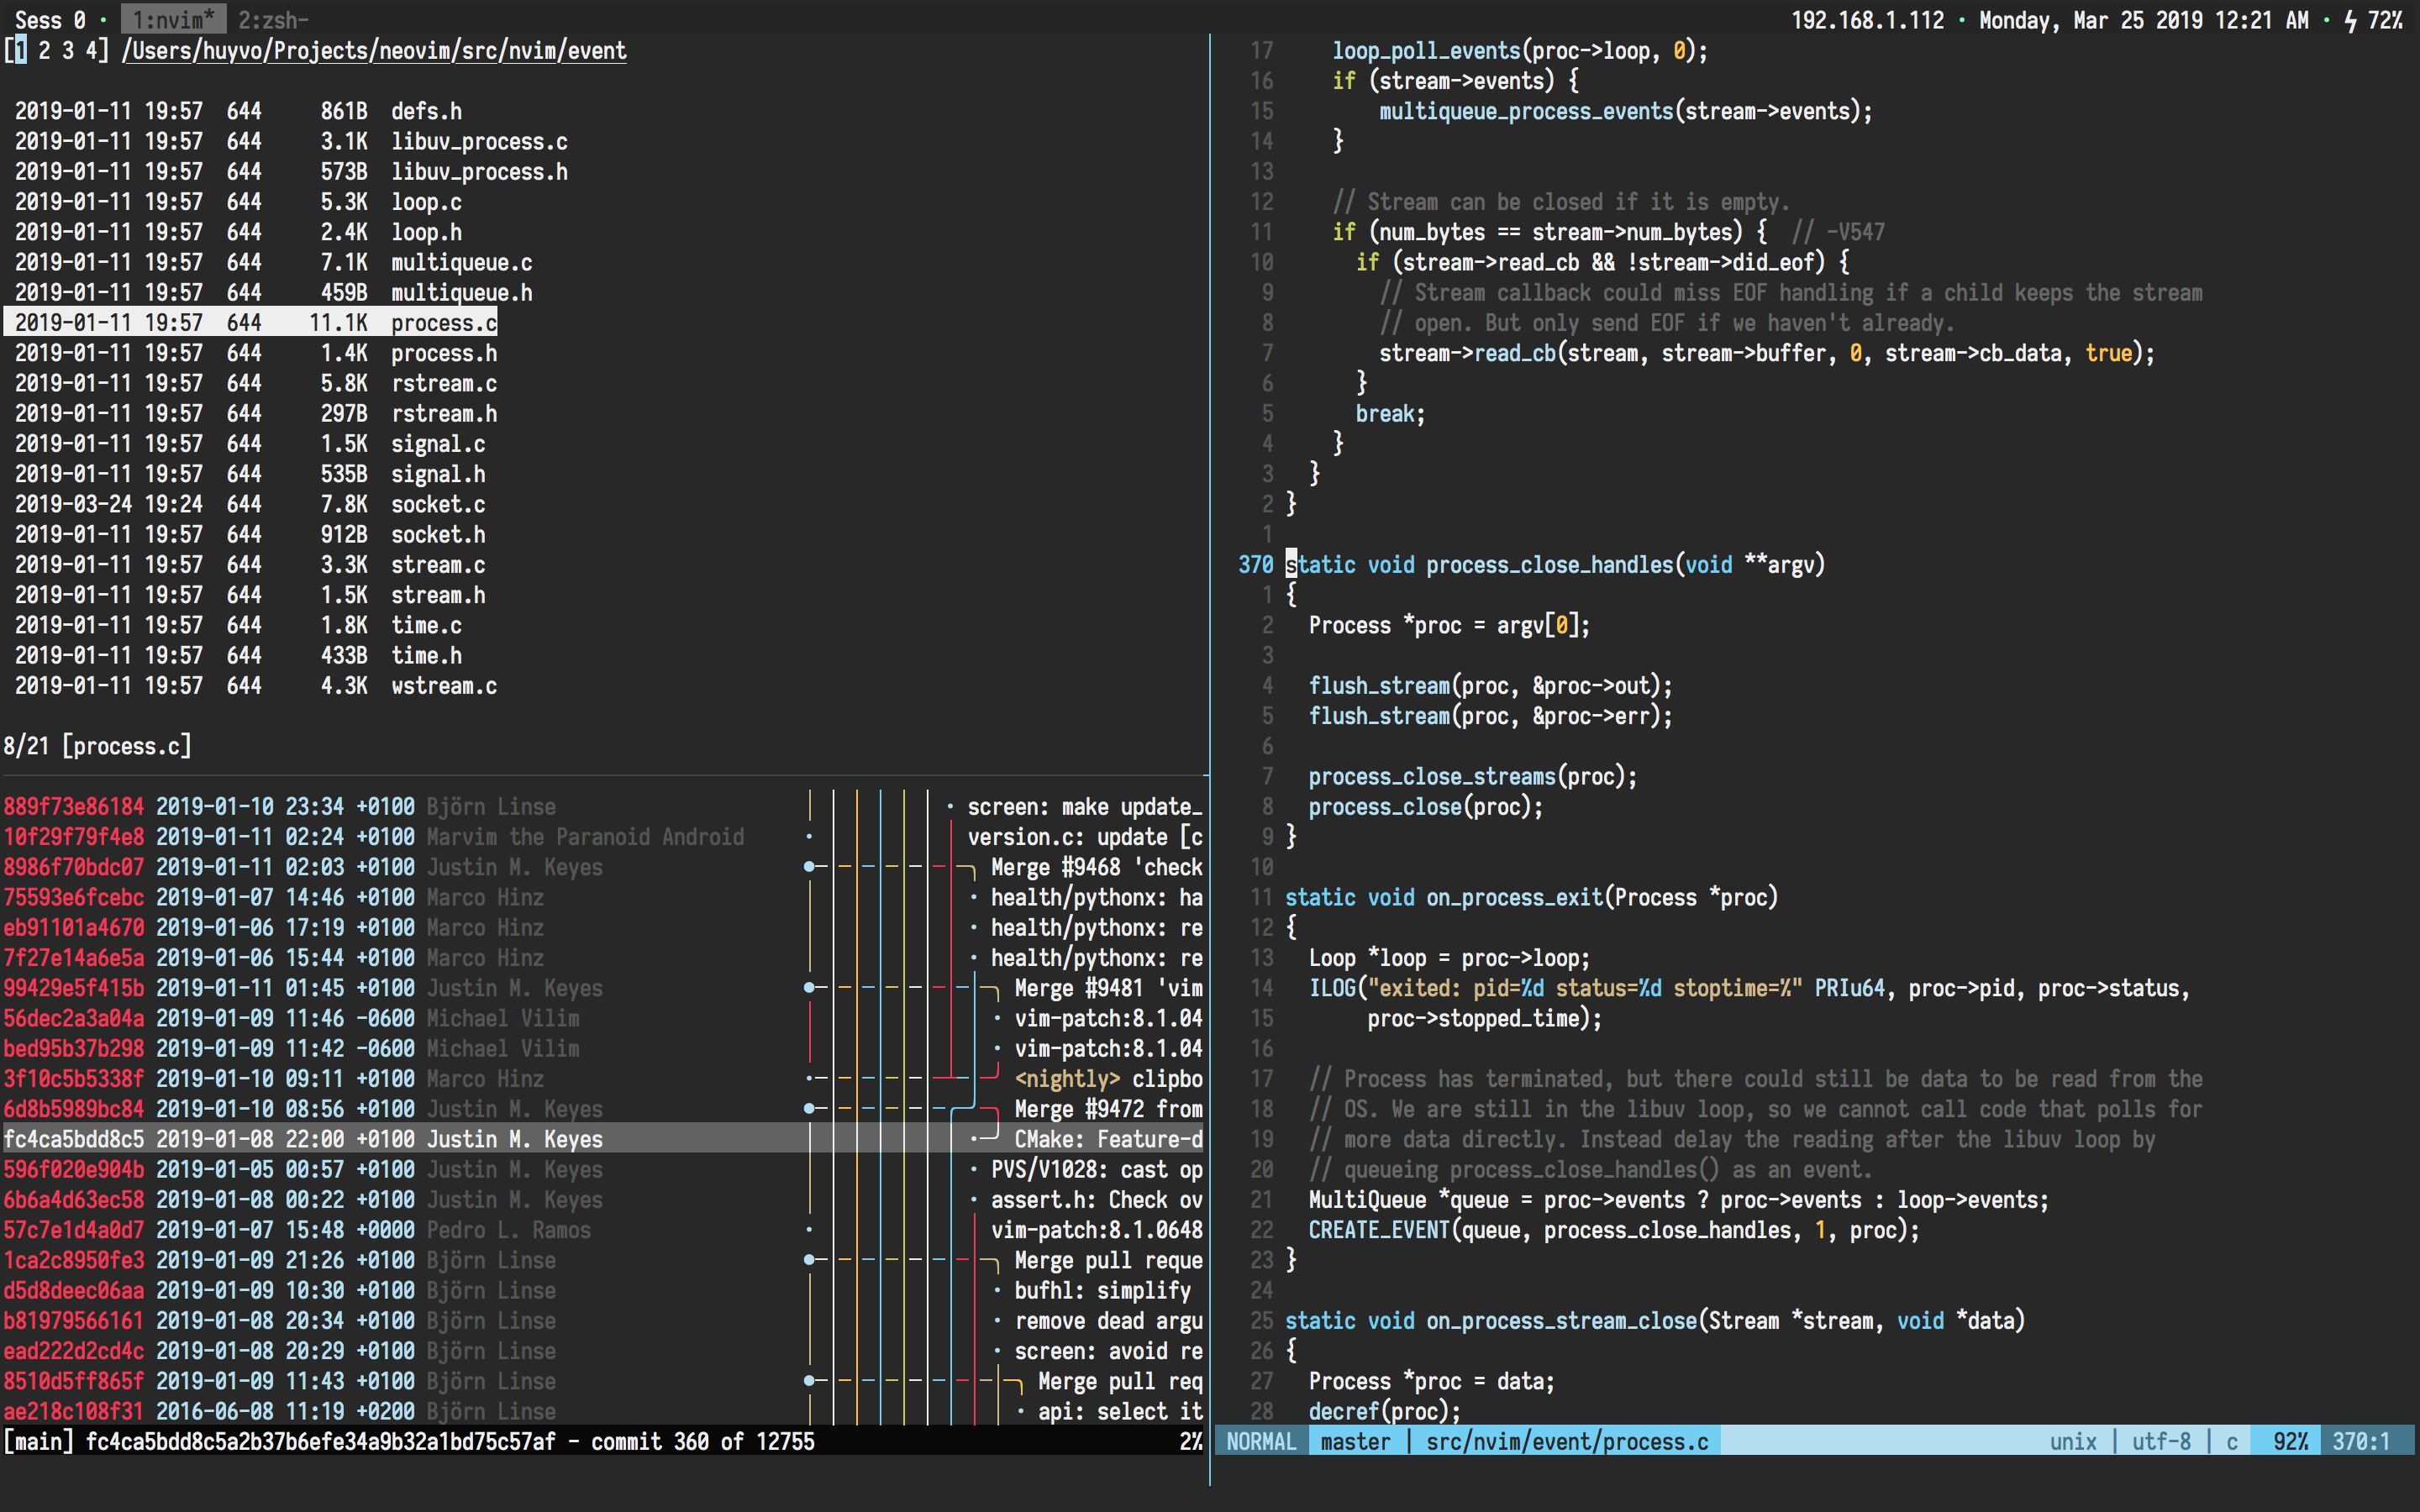 Sess 0 · 1:nvim* 2:zsh-
192.168.1.112 · Monday, Mar 25 2019 12:21 AM · ϟ 72%
[1 2 3 4] /Users/huyvo/Projects/neovim/src/nvim/event
2019-01-11 19:57  644     861B  defs.h
2019-01-11 19:57  644     3.1K  libuv_process.c
2019-01-11 19:57  644     573B  libuv_process.h
2019-01-11 19:57  644     5.3K  loop.c
2019-01-11 19:57  644     2.4K  loop.h
2019-01-11 19:57  644     7.1K  multiqueue.c
2019-01-11 19:57  644     459B  multiqueue.h
2019-01-11 19:57  644    11.1K  process.c
2019-01-11 19:57  644     1.4K  process.h
2019-01-11 19:57  644     5.8K  rstream.c
2019-01-11 19:57  644     297B  rstream.h
2019-01-11 19:57  644     1.5K  signal.c
2019-01-11 19:57  644     535B  signal.h
2019-03-24 19:24  644     7.8K  socket.c
2019-01-11 19:57  644     912B  socket.h
2019-01-11 19:57  644     3.3K  stream.c
2019-01-11 19:57  644     1.5K  stream.h
2019-01-11 19:57  644     1.8K  time.c
2019-01-11 19:57  644     433B  time.h
2019-01-11 19:57  644     4.3K  wstream.c
8/21 [process.c]
889f73e86184 2019-01-10 23:34 +0100 Björn Linse · screen: make update_
10f29f79f4e8 2019-01-11 02:24 +0100 Marvim the Paranoid Android · version.c: update [c
8986f70bdc07 2019-01-11 02:03 +0100 Justin M. Keyes Merge #9468 'check
75593e6fcebc 2019-01-07 14:46 +0100 Marco Hinz · health/pythonx: ha
eb91101a4670 2019-01-06 17:19 +0100 Marco Hinz · health/pythonx: re
7f27e14a6e5a 2019-01-06 15:44 +0100 Marco Hinz · health/pythonx: re
99429e5f415b 2019-01-11 01:45 +0100 Justin M. Keyes Merge #9481 'vim
56dec2a3a04a 2019-01-09 11:46 -0600 Michael Vilim · vim-patch:8.1.04
bed95b37b298 2019-01-09 11:42 -0600 Michael Vilim · vim-patch:8.1.04
3f10c5b5338f 2019-01-10 09:11 +0100 Marco Hinz · <nightly> clipbo
6d8b5989bc84 2019-01-10 08:56 +0100 Justin M. Keyes Merge #9472 from
fc4ca5bdd8c5 2019-01-08 22:00 +0100 Justin M. Keyes · CMake: Feature-d
596f020e904b 2019-01-05 00:57 +0100 Justin M. Keyes · PVS/V1028: cast op
6b6a4d63ec58 2019-01-08 00:22 +0100 Justin M. Keyes · assert.h: Check ov
57c7e1d4a0d7 2019-01-07 15:48 +0000 Pedro L. Ramos · vim-patch:8.1.0648
1ca2c8950fe3 2019-01-09 21:26 +0100 Björn Linse Merge pull reque
d5d8deec06aa 2019-01-09 10:30 +0100 Björn Linse · bufhl: simplify
b81979566161 2019-01-08 20:34 +0100 Björn Linse · remove dead argu
ead222d2cd4c 2019-01-08 20:29 +0100 Björn Linse · screen: avoid re
8510d5ff865f 2019-01-09 11:43 +0100 Björn Linse Merge pull req
ae218c108f31 2016-06-08 11:19 +0200 Björn Linse · api: select it
[main] fc4ca5bdd8c5a2b37b6efe34a9b32a1bd75c57af - commit 360 of 12755 2%
17     loop_poll_events(proc->loop, 0);
16     if (stream->events) {
15         multiqueue_process_events(stream->events);
14     }
13
12     // Stream can be closed if it is empty.
11     if (num_bytes == stream->num_bytes) {  // -V547
10       if (stream->read_cb && !stream->did_eof) {
9         // Stream callback could miss EOF handling if a child keeps the stream
8         // open. But only send EOF if we haven't already.
7         stream->read_cb(stream, stream->buffer, 0, stream->cb_data, true);
6       }
5       break;
4     }
3   }
2 }
1
370 static void process_close_handles(void **argv)
1 {
2   Process *proc = argv[0];
3
4   flush_stream(proc, &proc->out);
5   flush_stream(proc, &proc->err);
6
7   process_close_streams(proc);
8   process_close(proc);
9 }
10
11 static void on_process_exit(Process *proc)
12 {
13   Loop *loop = proc->loop;
14   ILOG("exited: pid=%d status=%d stoptime=%" PRIu64, proc->pid, proc->status,
15        proc->stopped_time);
16
17   // Process has terminated, but there could still be data to be read from the
18   // OS. We are still in the libuv loop, so we cannot call code that polls for
19   // more data directly. Instead delay the reading after the libuv loop by
20   // queueing process_close_handles() as an event.
21   MultiQueue *queue = proc->events ? proc->events : loop->events;
22   CREATE_EVENT(queue, process_close_handles, 1, proc);
23 }
24
25 static void on_process_stream_close(Stream *stream, void *data)
26 {
27   Process *proc = data;
28   decref(proc);
NORMAL master | src/nvim/event/process.c unix | utf-8 | c 92% 370:1